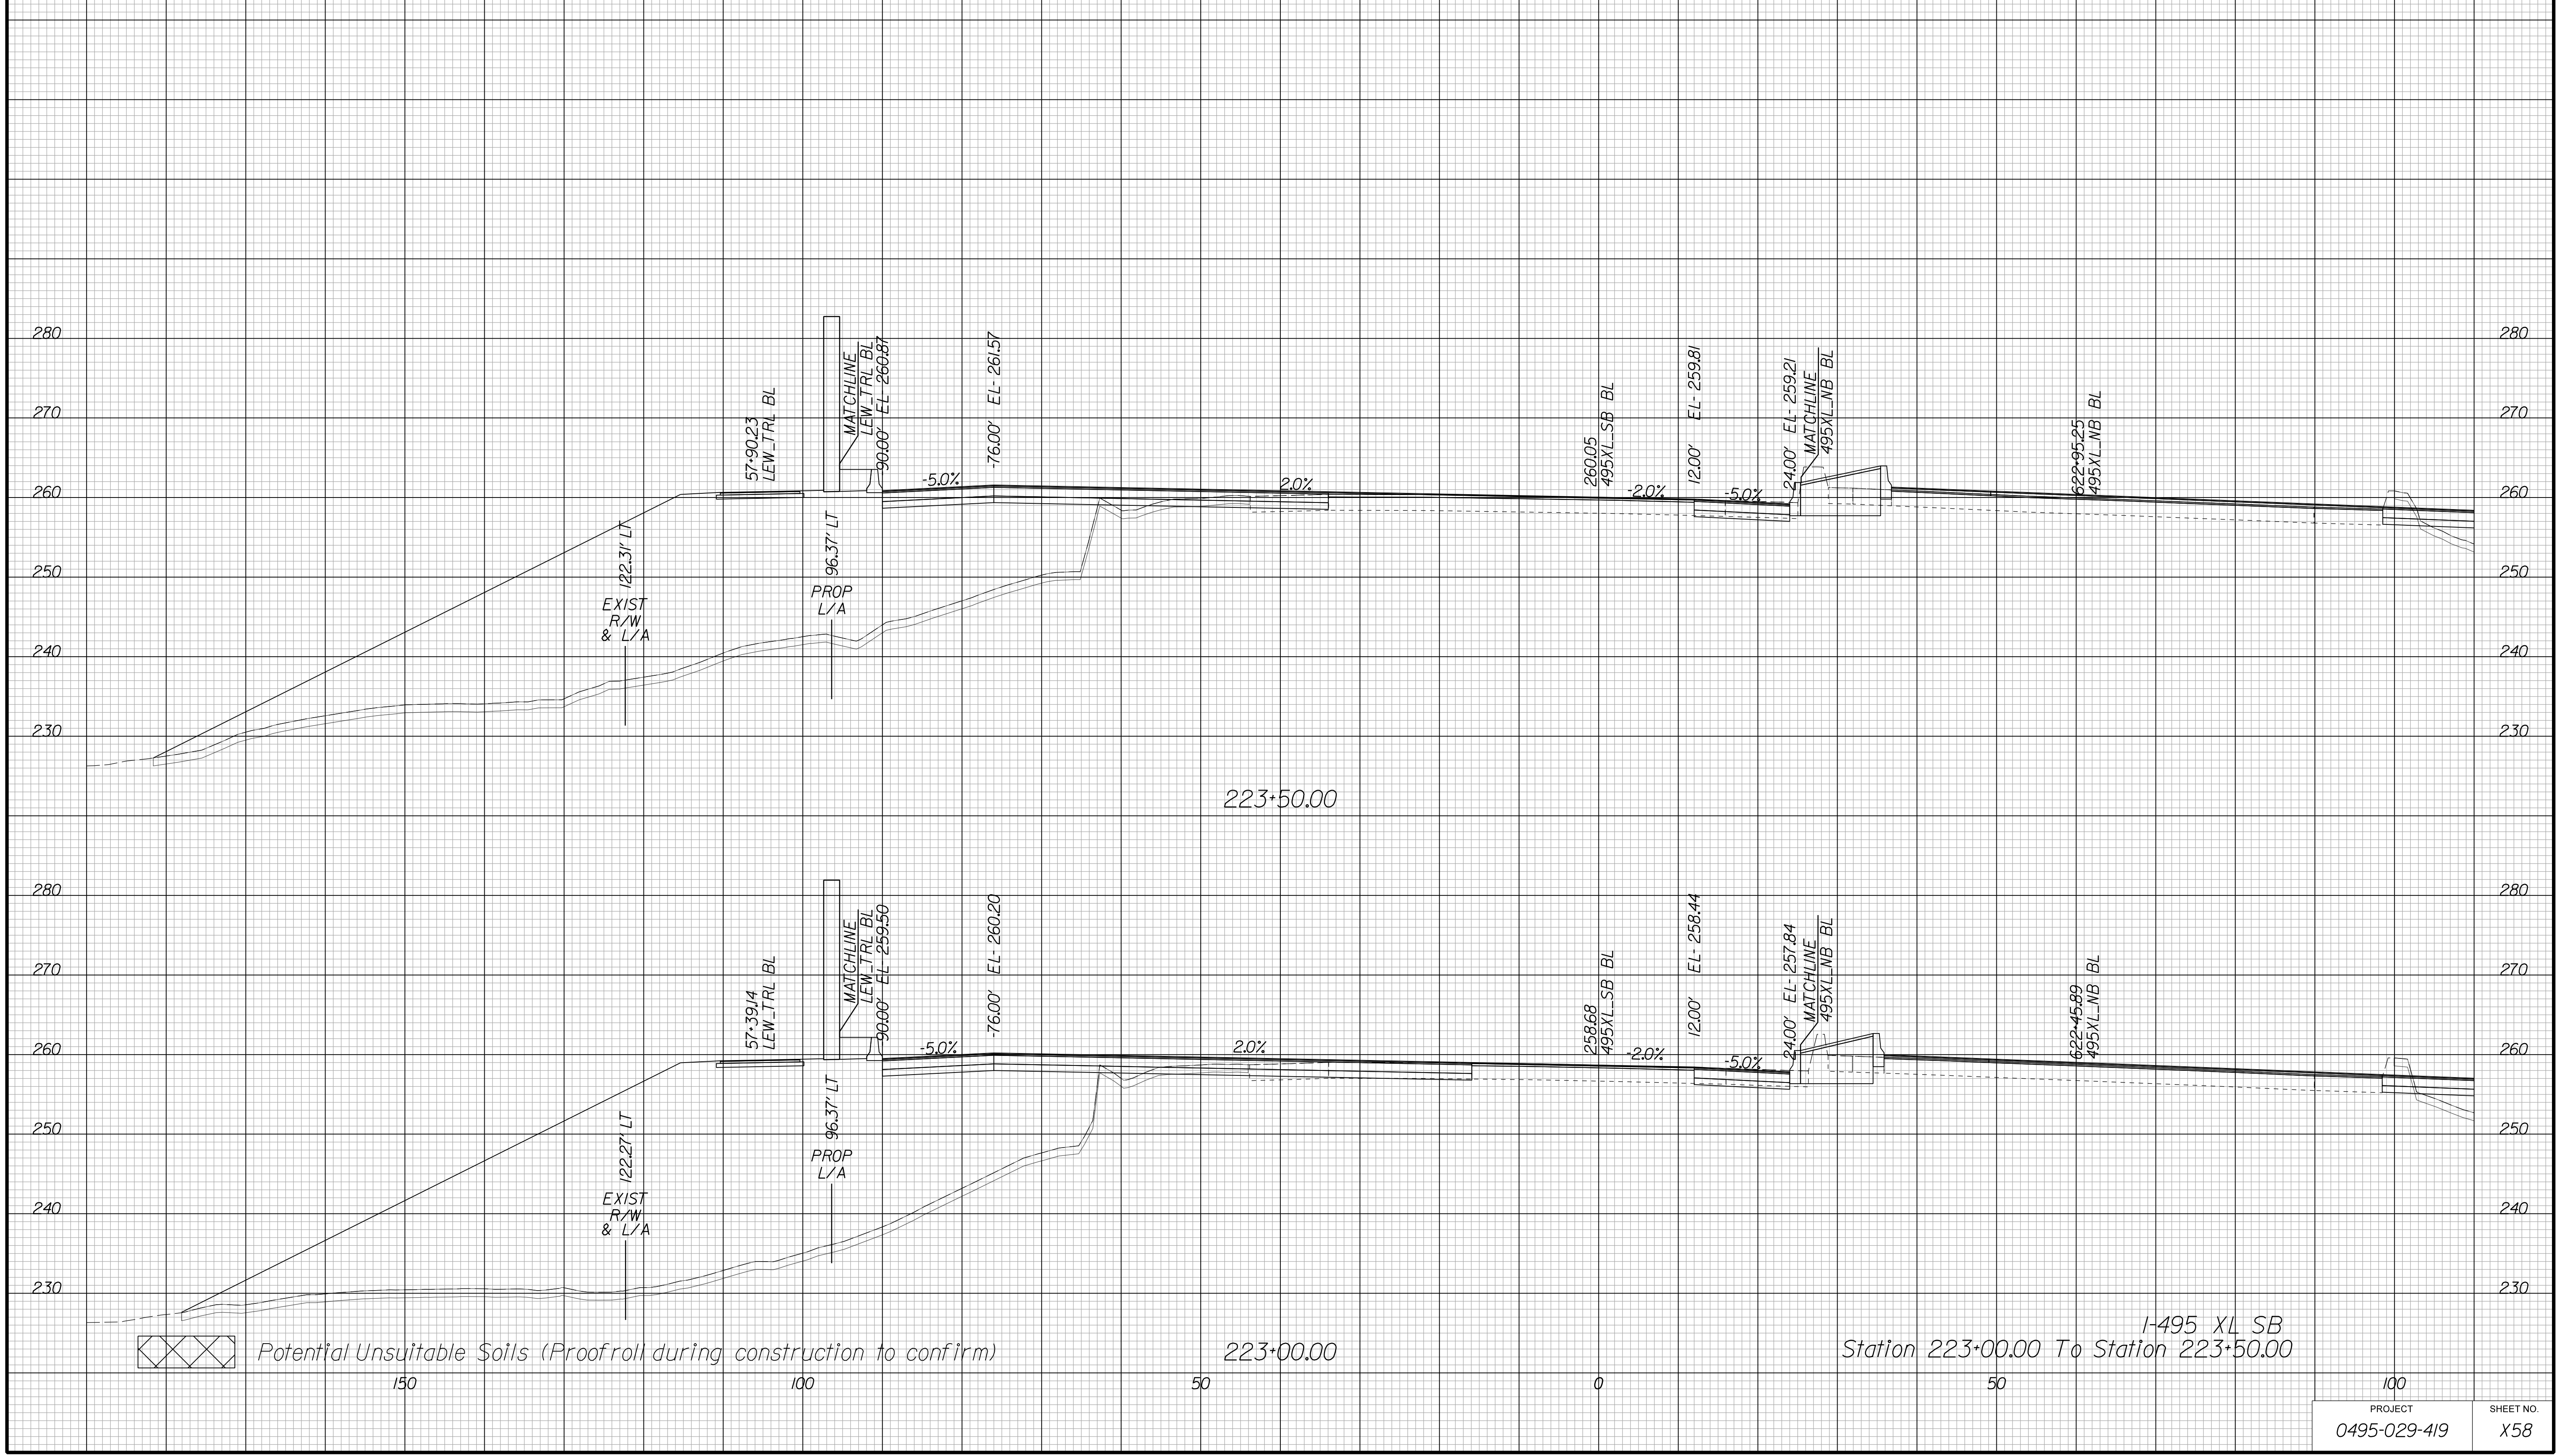 280
270
260
250
240
230
57+90.23
LEW_TRL BL
MATCHLINE
LEW_TRL BL
90.00' EL- 260.87
-5.0%
-76.00' EL- 261.57
2.0%
260.05
495XL_SB BL
-2.0%
12.00' EL- 259.81
-5.0%
24.00' EL- 259.21
MATCHLINE
495XL_NB BL
622+95.25
495XL_NB BL
280
270
260
250
240
230
122.31' LT
EXIST
R/W
& L/A
96.37' LT
PROP
L/A
223+50.00
280
270
260
250
240
230
57+39.14
LEW_TRL BL
MATCHLINE
LEW_TRL BL
90.00' EL- 259.50
-5.0%
-76.00' EL- 260.20
2.0%
258.68
495XL_SB BL
-2.0%
12.00' EL- 258.44
-5.0%
24.00' EL- 257.84
MATCHLINE
495XL_NB BL
622+45.89
495XL_NB BL
280
270
260
250
240
230
122.27' LT
EXIST
R/W
& L/A
96.37' LT
PROP
L/A
Potential Unsuitable Soils (Proofroll during construction to confirm)
223+00.00
I-495 XL SB
Station 223+00.00 To Station 223+50.00
150 100 50 0 50 100
PROJECT
0495-029-419
SHEET NO.
X58